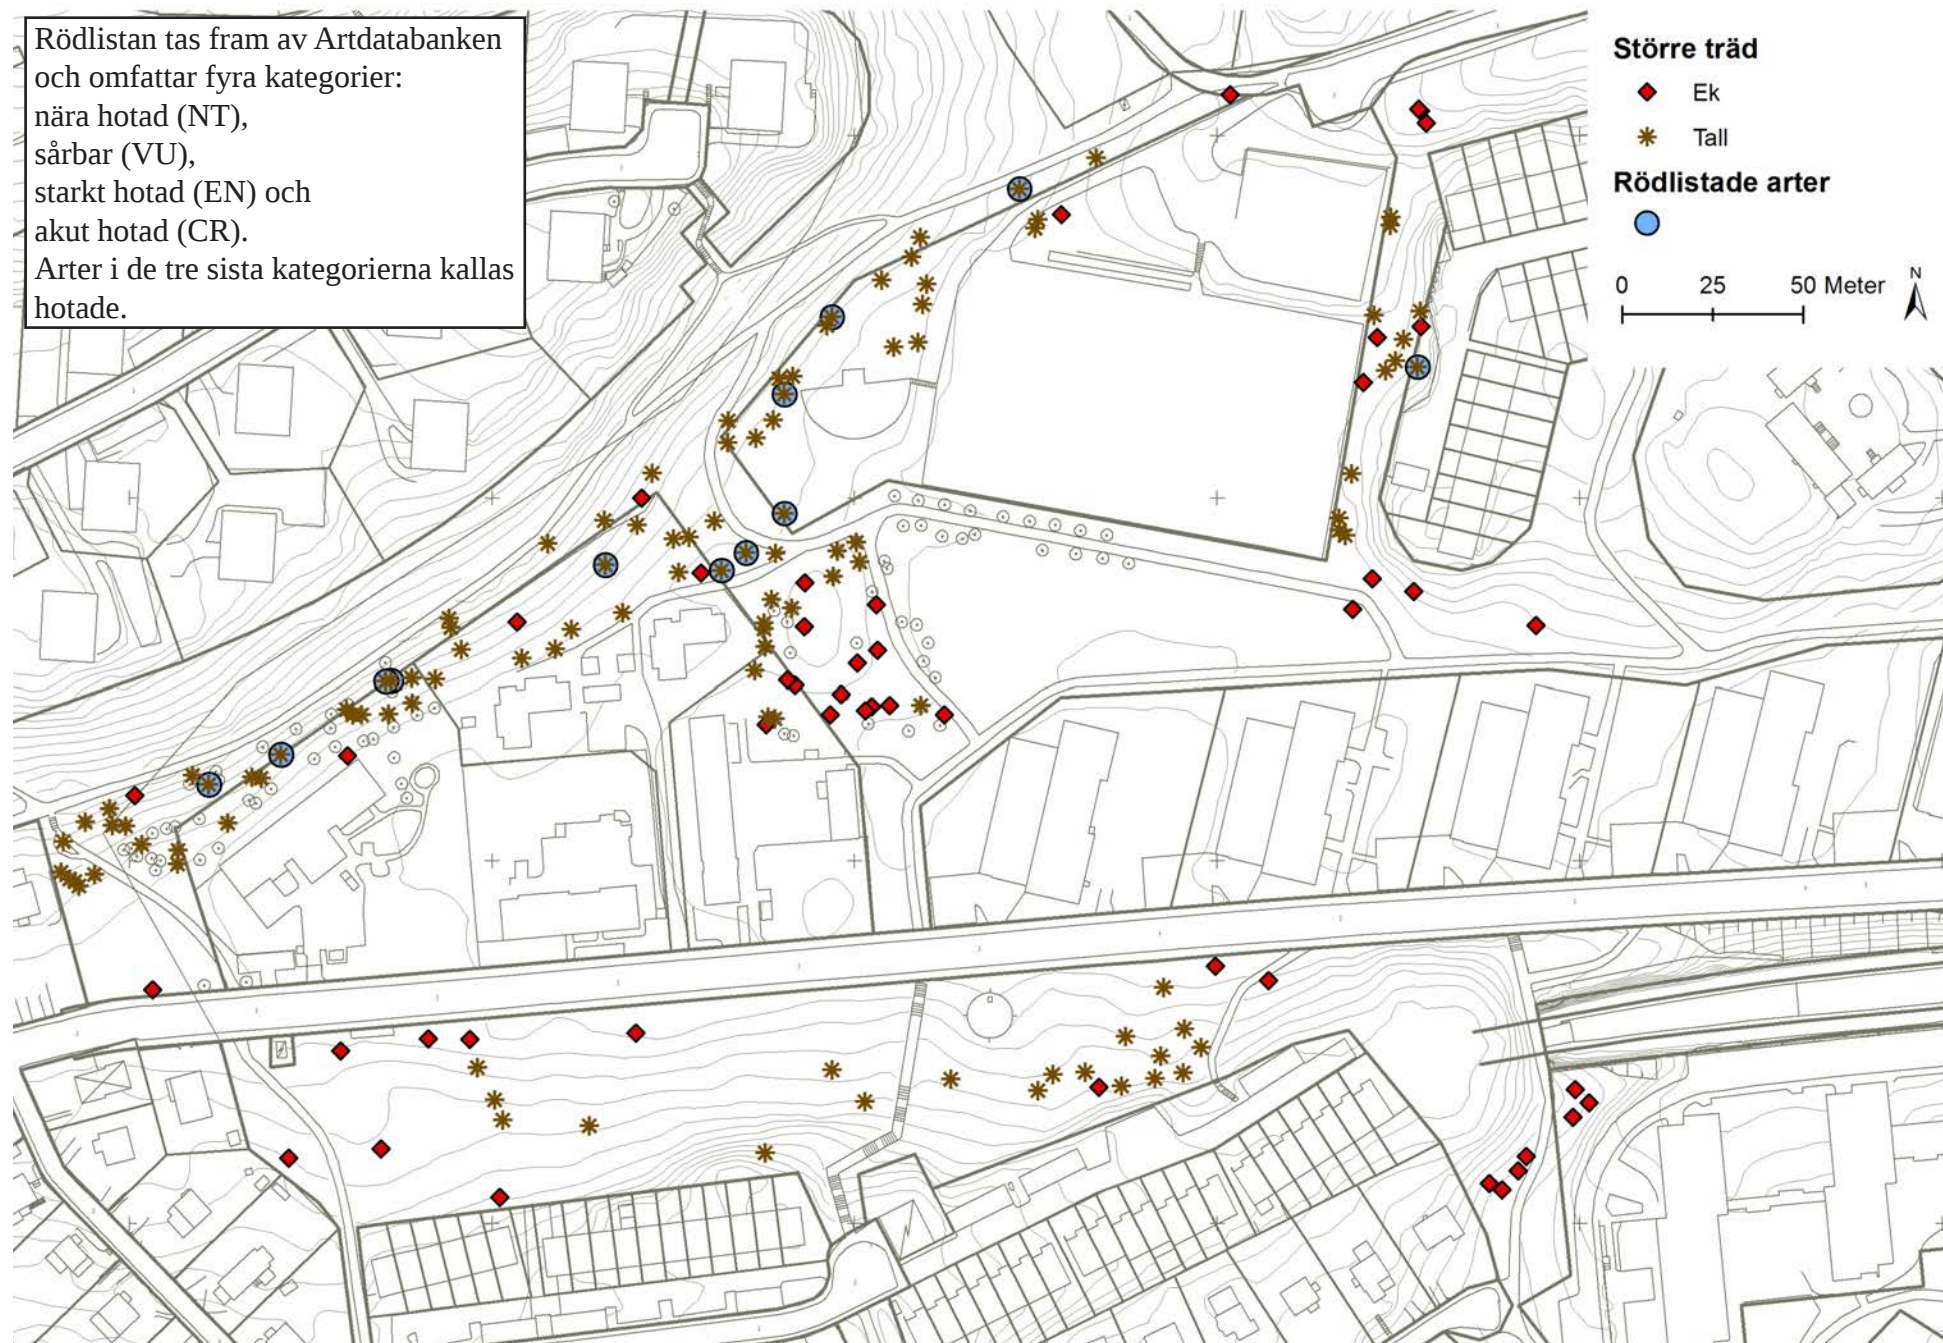 Rödlistan tas fram av Artdatabanken
och omfattar fyra kategorier:
nära hotad (NT),
sårbar (VU),
starkt hotad (EN) och
akut hotad (CR).
Arter i de tre sista kategorierna kallas
hotade.
Större träd
Ek
Tall
Rödlistade arter
0 25 50 Meter
N